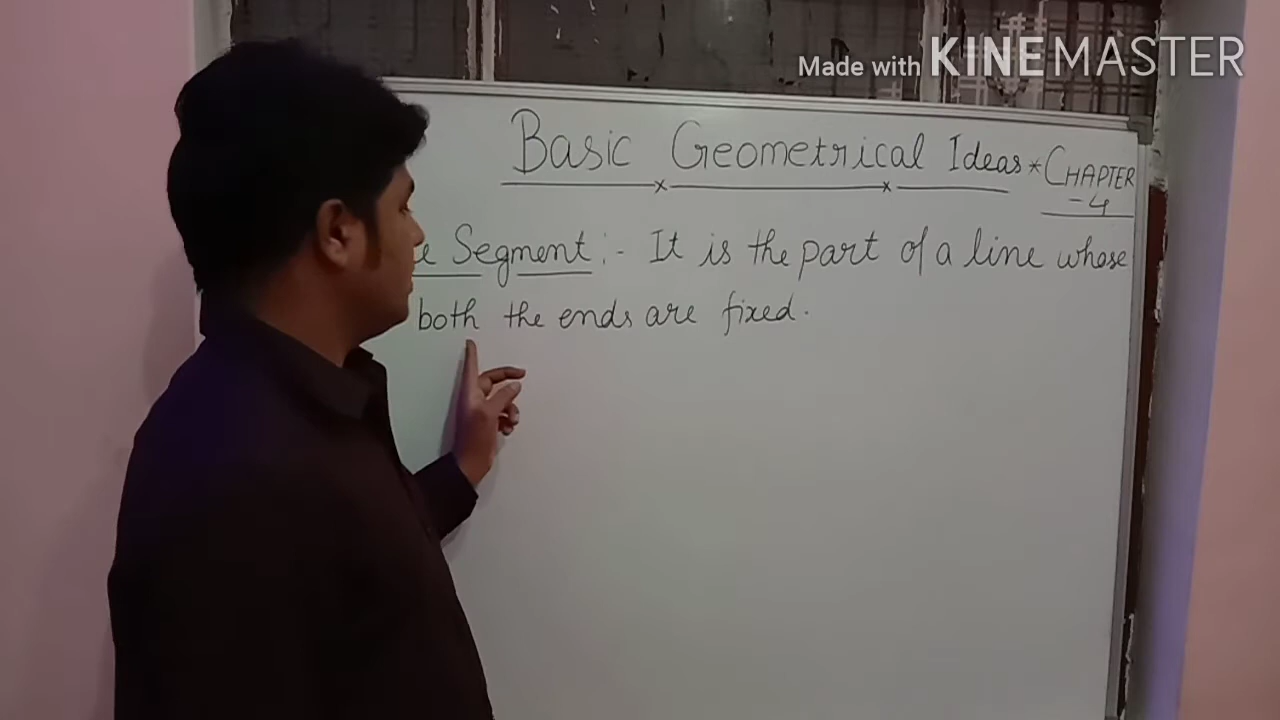 Made with KINEMASTER
Basic Geometrical Ideas * CHAPTER
-4
e Segment :- It is the part of a line whose
both the ends are fixed.